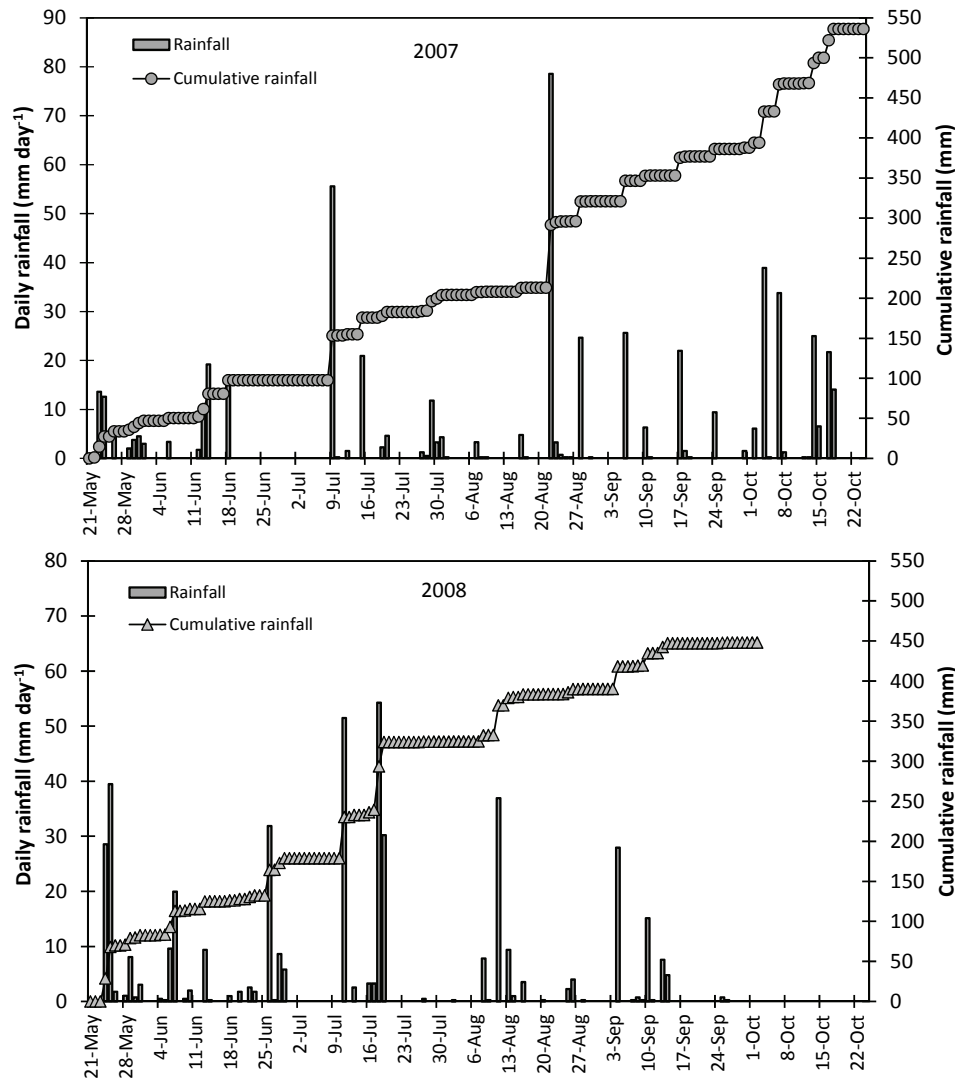 2007
Rainfall
Cumulative rainfall
Daily rainfall (mm day⁻¹)
90
80
70
60
50
40
30
20
10
0
Cumulative rainfall (mm)
550
500
450
400
350
300
250
200
150
100
50
0
21-May
28-May
4-Jun
11-Jun
18-Jun
25-Jun
2-Jul
9-Jul
16-Jul
23-Jul
30-Jul
6-Aug
13-Aug
20-Aug
27-Aug
3-Sep
10-Sep
17-Sep
24-Sep
1-Oct
8-Oct
15-Oct
22-Oct
2008
Rainfall
Cumulative rainfall
Daily rainfall (mm day⁻¹)
80
70
60
50
40
30
20
10
0
Cumulative rainfall (mm)
550
500
450
400
350
300
250
200
150
100
50
0
21-May
28-May
4-Jun
11-Jun
18-Jun
25-Jun
2-Jul
9-Jul
16-Jul
23-Jul
30-Jul
6-Aug
13-Aug
20-Aug
27-Aug
3-Sep
10-Sep
17-Sep
24-Sep
1-Oct
8-Oct
15-Oct
22-Oct